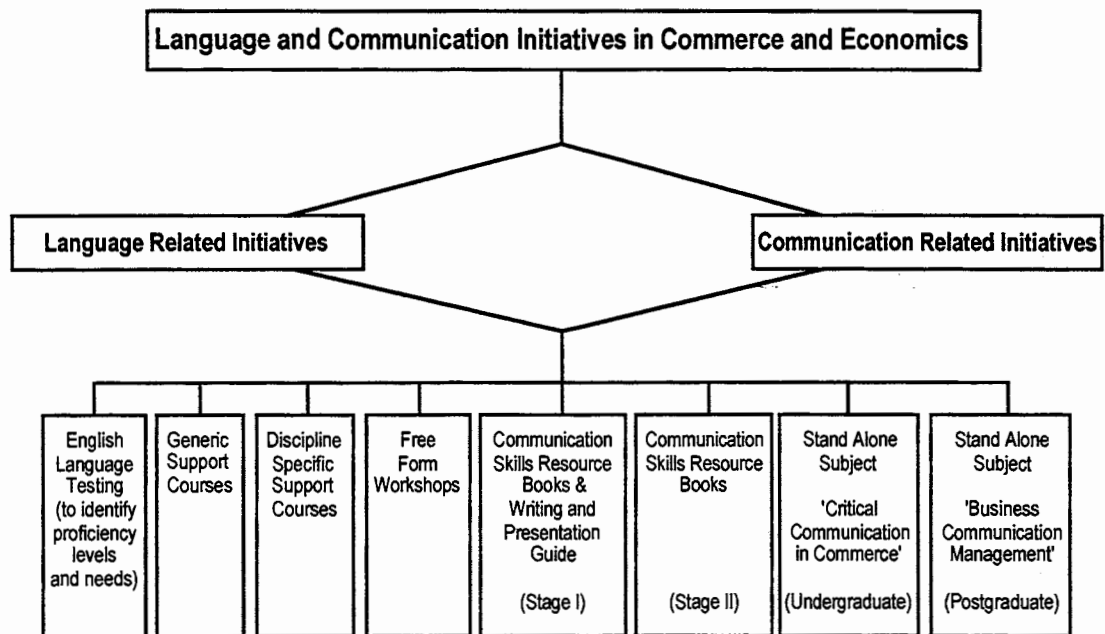 Language and Communication Initiatives in Commerce and Economics
Language Related Initiatives
Communication Related Initiatives
English
Language
Testing
(to identify
proficiency
levels
and needs)
Generic
Support
Courses
Discipline
Specific
Support
Courses
Free
Form
Workshops
Communication
Skills Resource
Books &
Writing and
Presentation
Guide
(Stage I)
Communication
Skills Resource
Books
(Stage II)
Stand Alone
Subject
'Critical
Communication
in Commerce'
(Undergraduate)
Stand Alone
Subject
'Business
Communication
Management'
(Postgraduate)